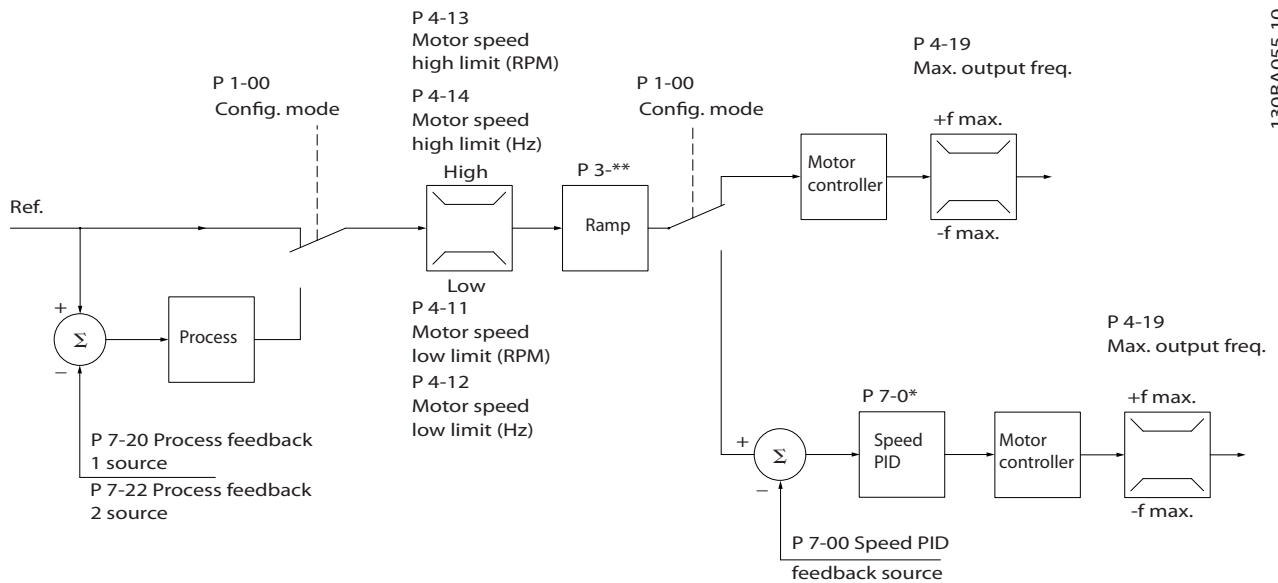 P 4-13
Motor speed
high limit (RPM)
P 4-14
Motor speed
high limit (Hz)
P 1-00
Config. mode
P 1-00
Config. mode
P 4-19
Max. output freq.
130BA055.10
Ref.
High
Low
P 3-**
Ramp
Motor
controller
+f max.
-f max.
P 4-11
Motor speed
low limit (RPM)
P 4-12
Motor speed
low limit (Hz)
+
Σ
−
Process
P 7-20 Process feedback
1 source
P 7-22 Process feedback
2 source
P 4-19
Max. output freq.
P 7-0*
+
Σ
−
Speed
PID
Motor
controller
+f max.
-f max.
P 7-00 Speed PID
feedback source